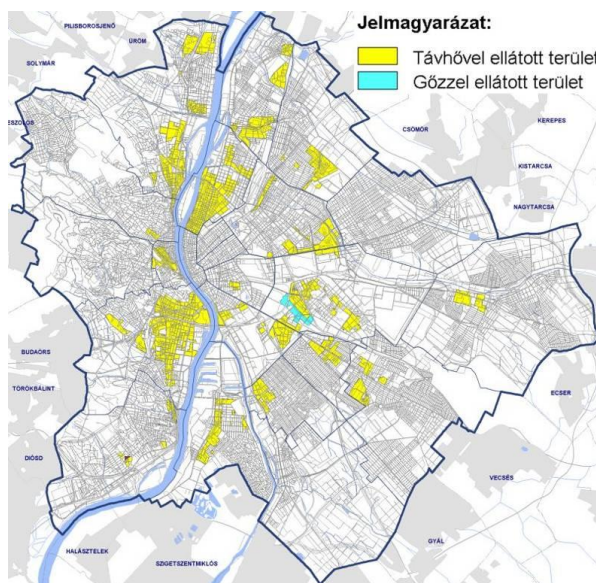 Jelmagyarázat:
Távhővel ellátott terület
Gőzzel ellátott terület
PILISBOROSJENŐ
ÜRÖM
SOLYMÁR
CSÖMÖR
KEREPES
KISTARCSA
NAGYTARCSA
BUDAÖRS
TÖRÖKBÁLINT
ECSER
DIÓSD
VECSÉS
GYÁL
HALÁSZTELEK
SZIGETSZENTMIKLÓS